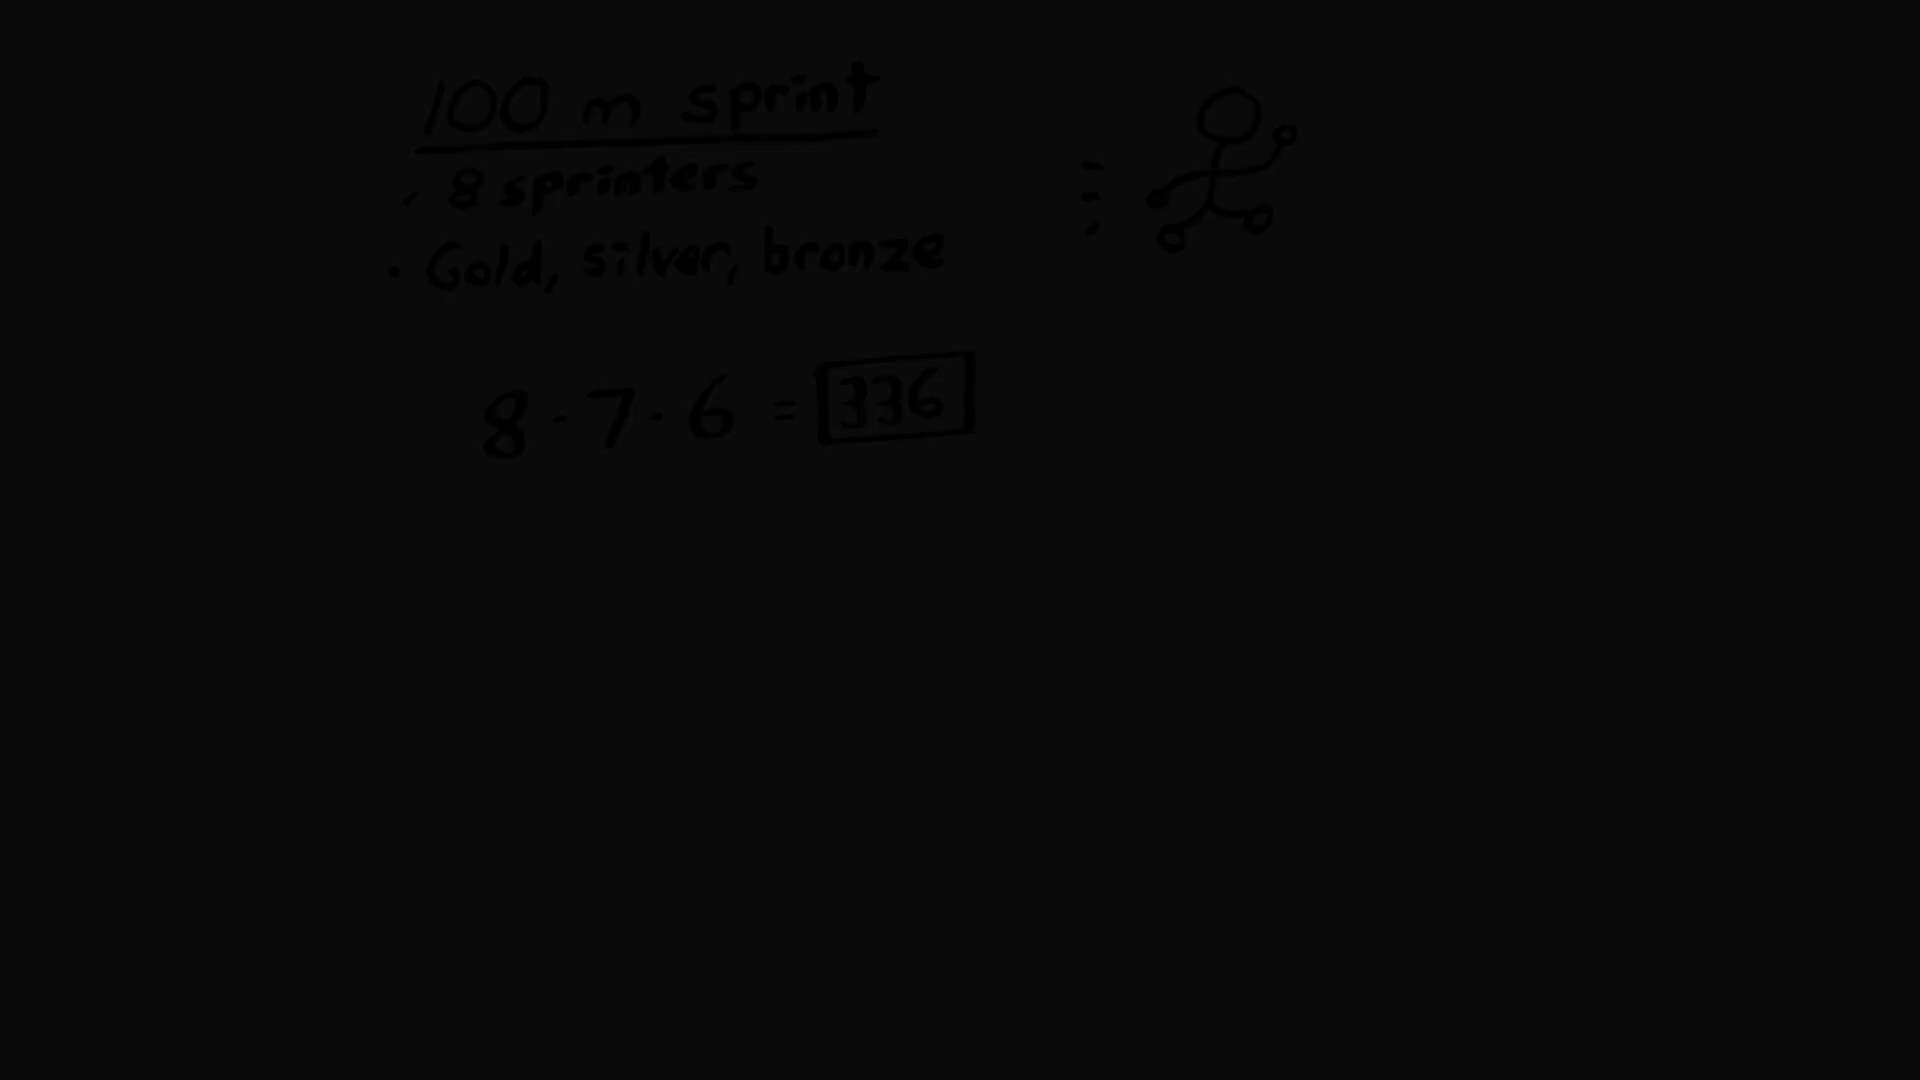 100 m sprint
· 8 sprinters
· Gold, silver, bronze
8 · 7 · 6 = 336